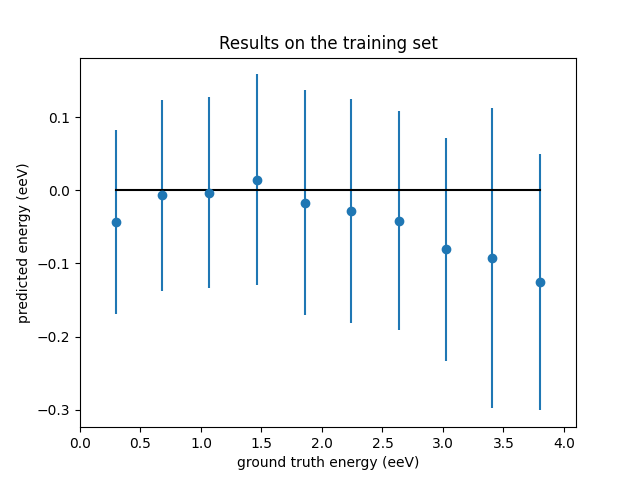 Results on the training set
predicted energy (eeV)
0.1
0.0
−0.1
−0.2
−0.3
0.0 0.5 1.0 1.5 2.0 2.5 3.0 3.5 4.0
ground truth energy (eeV)